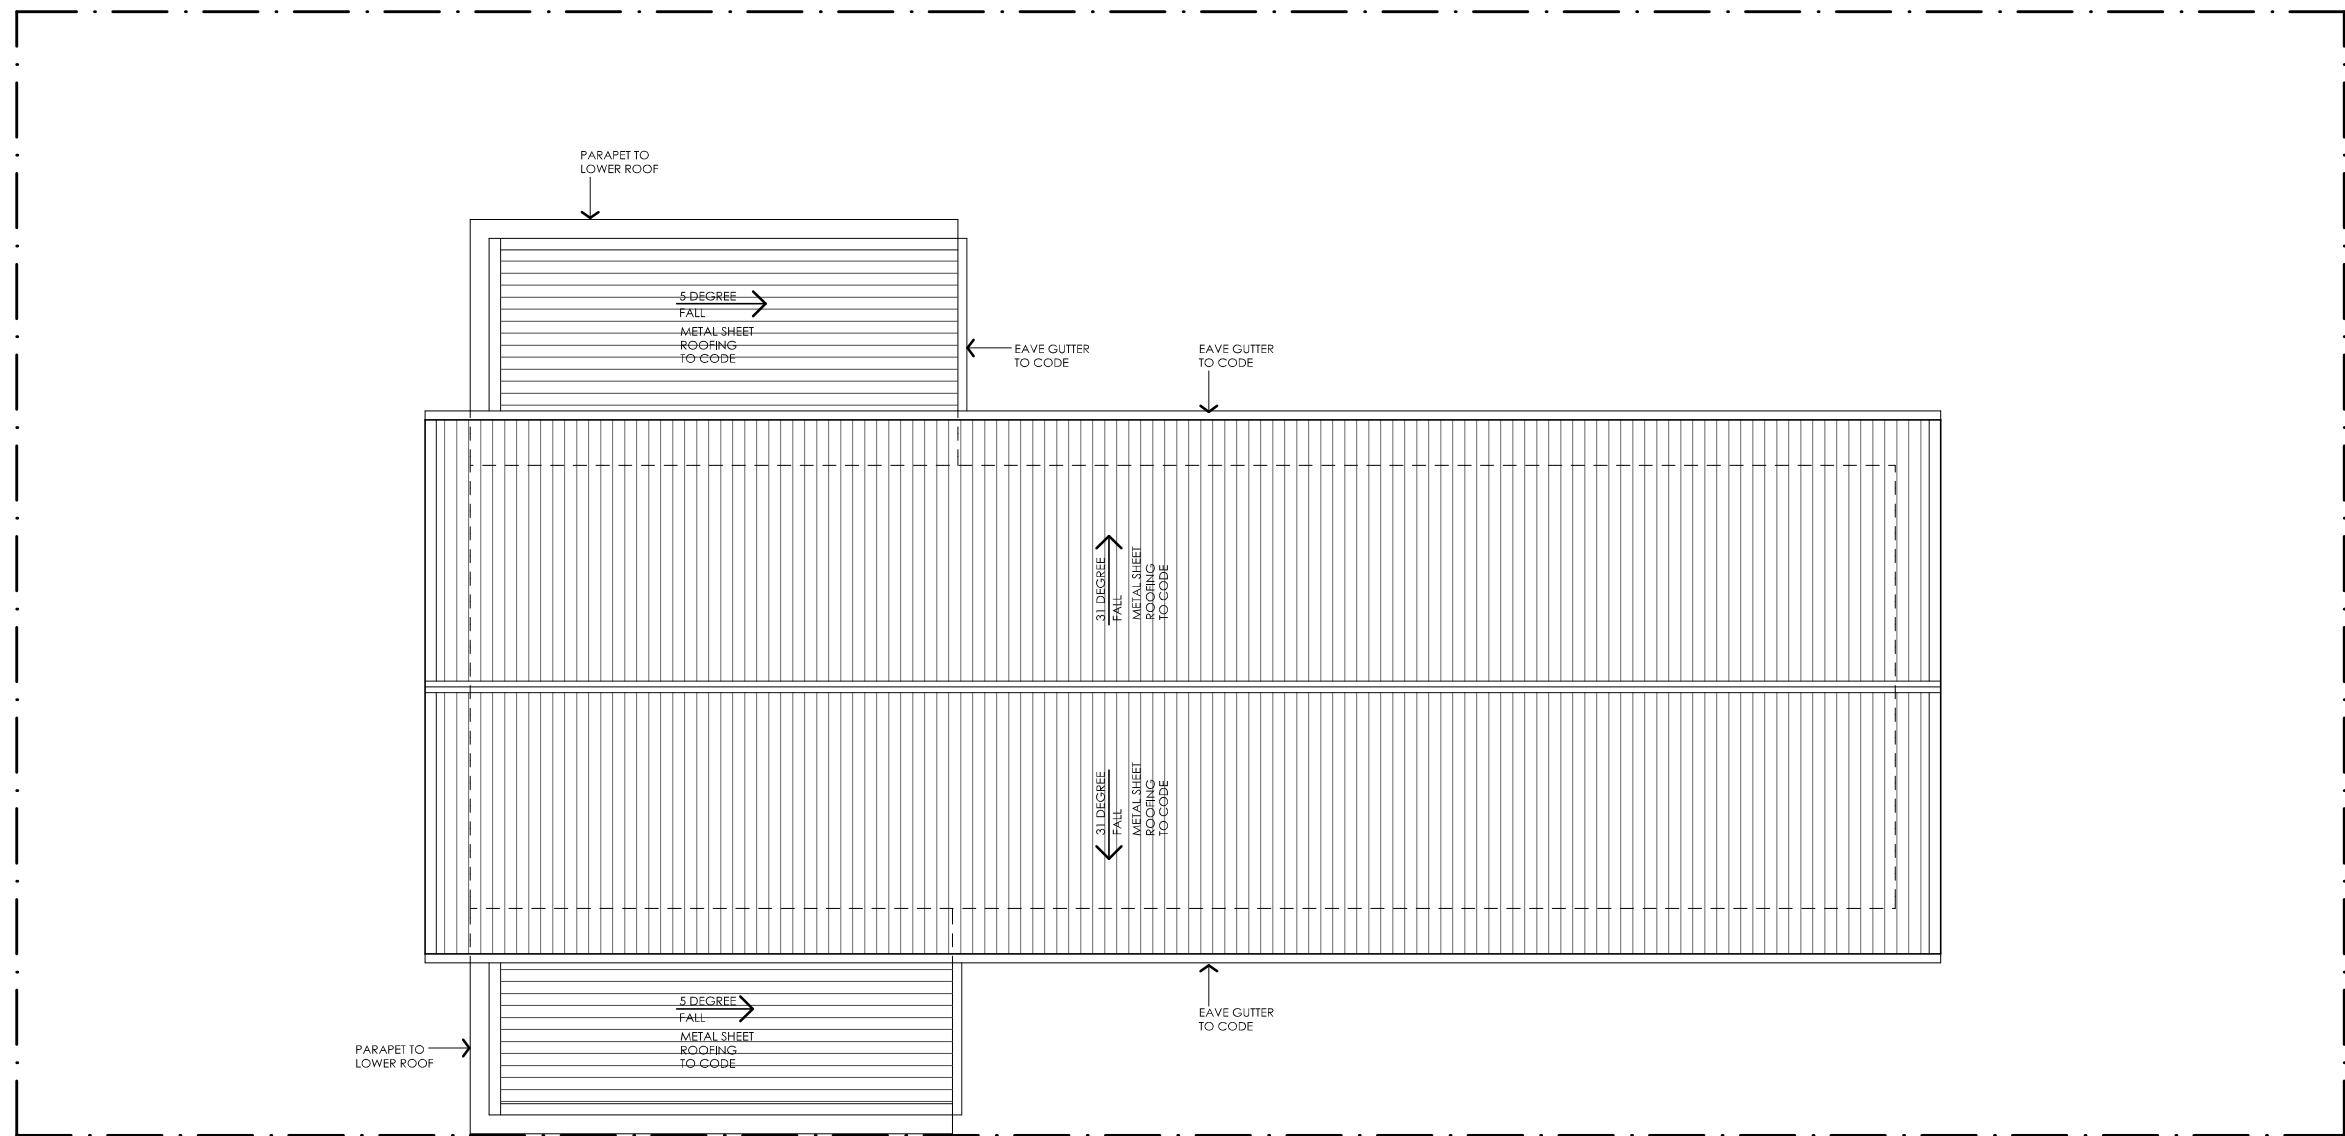 PARAPET TO
LOWER ROOF
5 DEGREE
FALL
METAL SHEET
ROOFING
TO CODE
EAVE GUTTER
TO CODE
EAVE GUTTER
TO CODE
31 DEGREE
FALL
METAL SHEET
ROOFING
TO CODE
31 DEGREE
FALL
METAL SHEET
ROOFING
TO CODE
5 DEGREE
FALL
METAL SHEET
ROOFING
TO CODE
EAVE GUTTER
TO CODE
PARAPET TO
LOWER ROOF